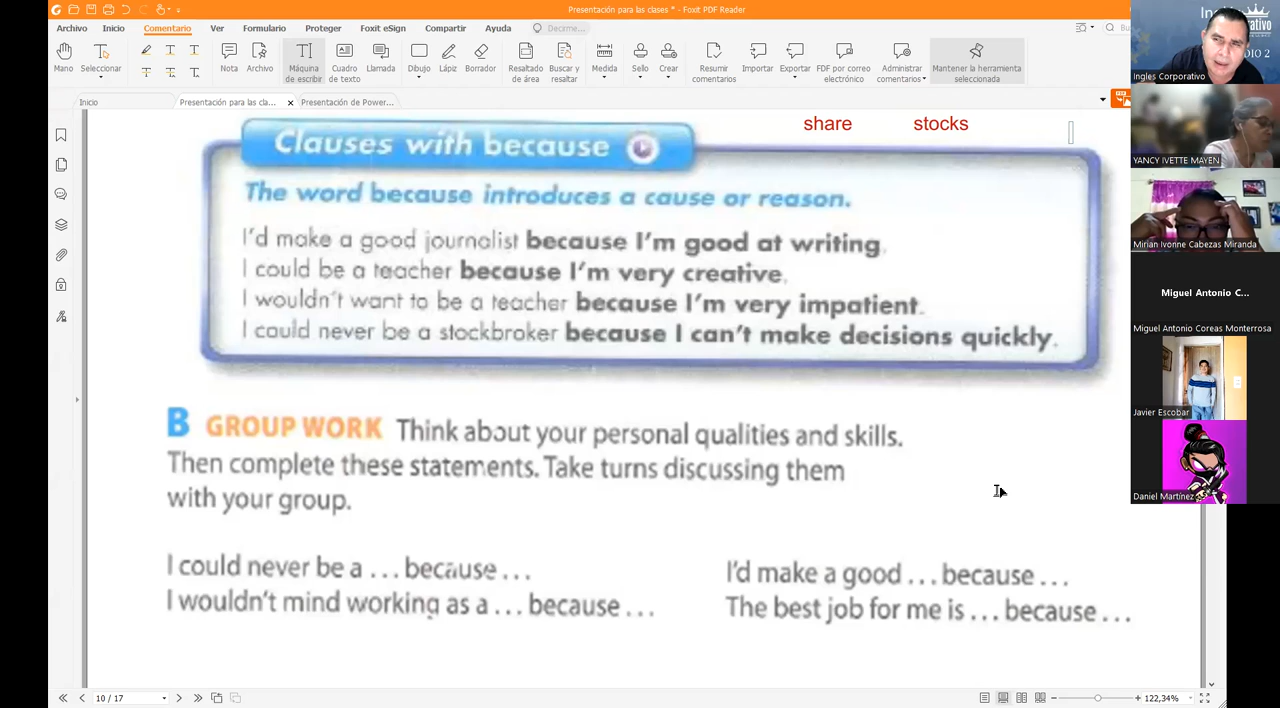 Presentación para las clases * - Foxit PDF Reader
Archivo Inicio Comentario Ver Formulario Proteger Foxit eSign Compartir Ayuda Decarne...
Mano Seleccionar Nota Archivo Máquina de escribir Cuadro de texto Llamada Dibujo Lápiz Borrador Resaltado de área Buscar y resaltar Medida Sello Crear Resumir comentarios Importar Exportar FDF por correo electrónico Administrar comentarios Mantener la herramienta seleccionada
Inicio Presentación para las cla... Presentación de Power...
share stocks
Clauses with because
The word because introduces a cause or reason.
I'd make a good journalist because I'm good at writing.
I could be a teacher because I'm very creative.
I wouldn't want to be a teacher because I'm very impatient.
I could never be a stockbroker because I can't make decisions quickly.
B GROUP WORK Think about your personal qualities and skills.
Then complete these statements. Take turns discussing them
with your group.
I could never be a ... because ...
I wouldn't mind working as a ... because ...
I'd make a good ... because ...
The best job for me is ... because ...
10 / 17
122,34%
Ingles Corporativo
YANCY IVETTE MAYEN
Mirian Ivonne Cabezas Miranda
Miguel Antonio C...
Miguel Antonio Coreas Monterrosa
Javier Escobar
Daniel Martinez